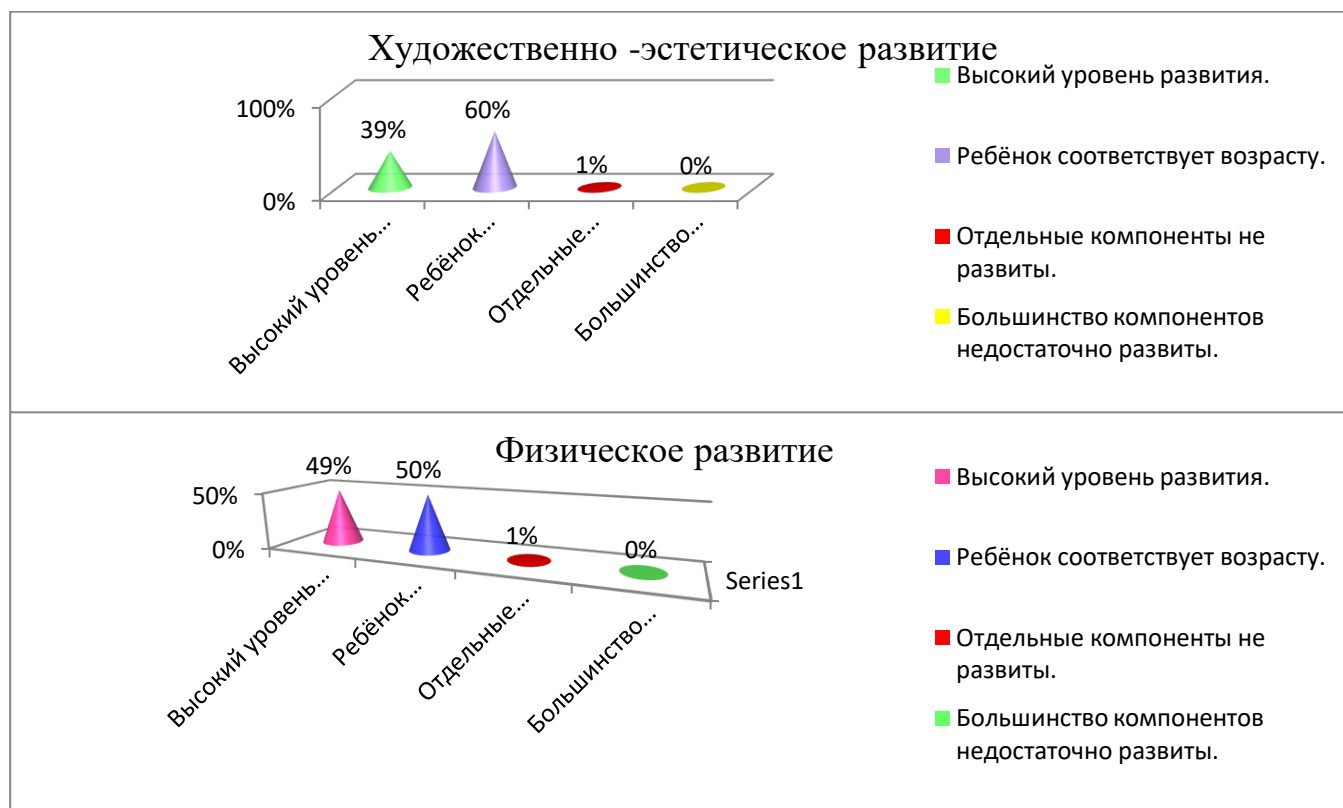 Художественно -эстетическое развитие
100%
0%
39%
60%
1%
0%
Высокий уровень...
Ребёнок...
Отдельные...
Большинство...
Высокий уровень развития.
Ребёнок соответствует возрасту.
Отдельные компоненты не
развиты.
Большинство компонентов
недостаточно развиты.
Физическое развитие
50%
0%
49%
50%
1%
0%
Series1
Высокий уровень...
Ребёнок...
Отдельные...
Большинство...
Высокий уровень развития.
Ребёнок соответствует возрасту.
Отдельные компоненты не
развиты.
Большинство компонентов
недостаточно развиты.